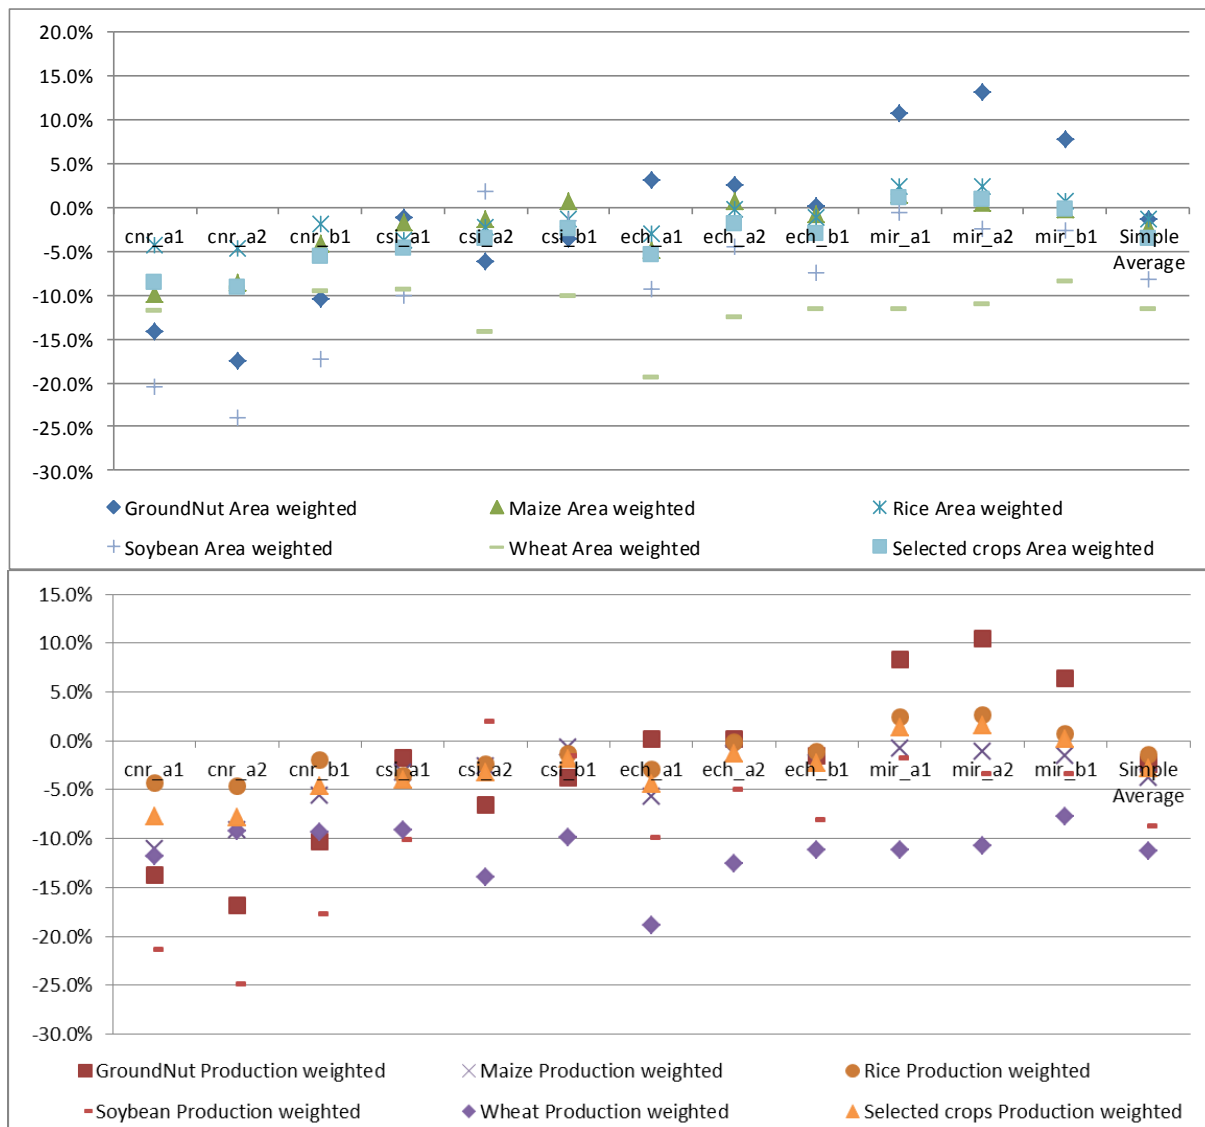 20.0%
15.0%
10.0%
5.0%
0.0%
cnr_a1 cnr_a2 cnr_b1 csi_a1 csi_a2 csi_b1 ech_a1 ech_a2 ech_b1 mir_a1 mir_a2 mir_b1 Simple
Average
-5.0%
-10.0%
-15.0%
-20.0%
-25.0%
-30.0%
GroundNut Area weighted Maize Area weighted Rice Area weighted
Soybean Area weighted Wheat Area weighted Selected crops Area weighted
15.0%
10.0%
5.0%
0.0%
cnr_a1 cnr_a2 cnr_b1 csi_a1 csi_a2 csi_b1 ech_a1 ech_a2 ech_b1 mir_a1 mir_a2 mir_b1 Simple
Average
-5.0%
-10.0%
-15.0%
-20.0%
-25.0%
-30.0%
GroundNut Production weighted Maize Production weighted Rice Production weighted
Soybean Production weighted Wheat Production weighted Selected crops Production weighted